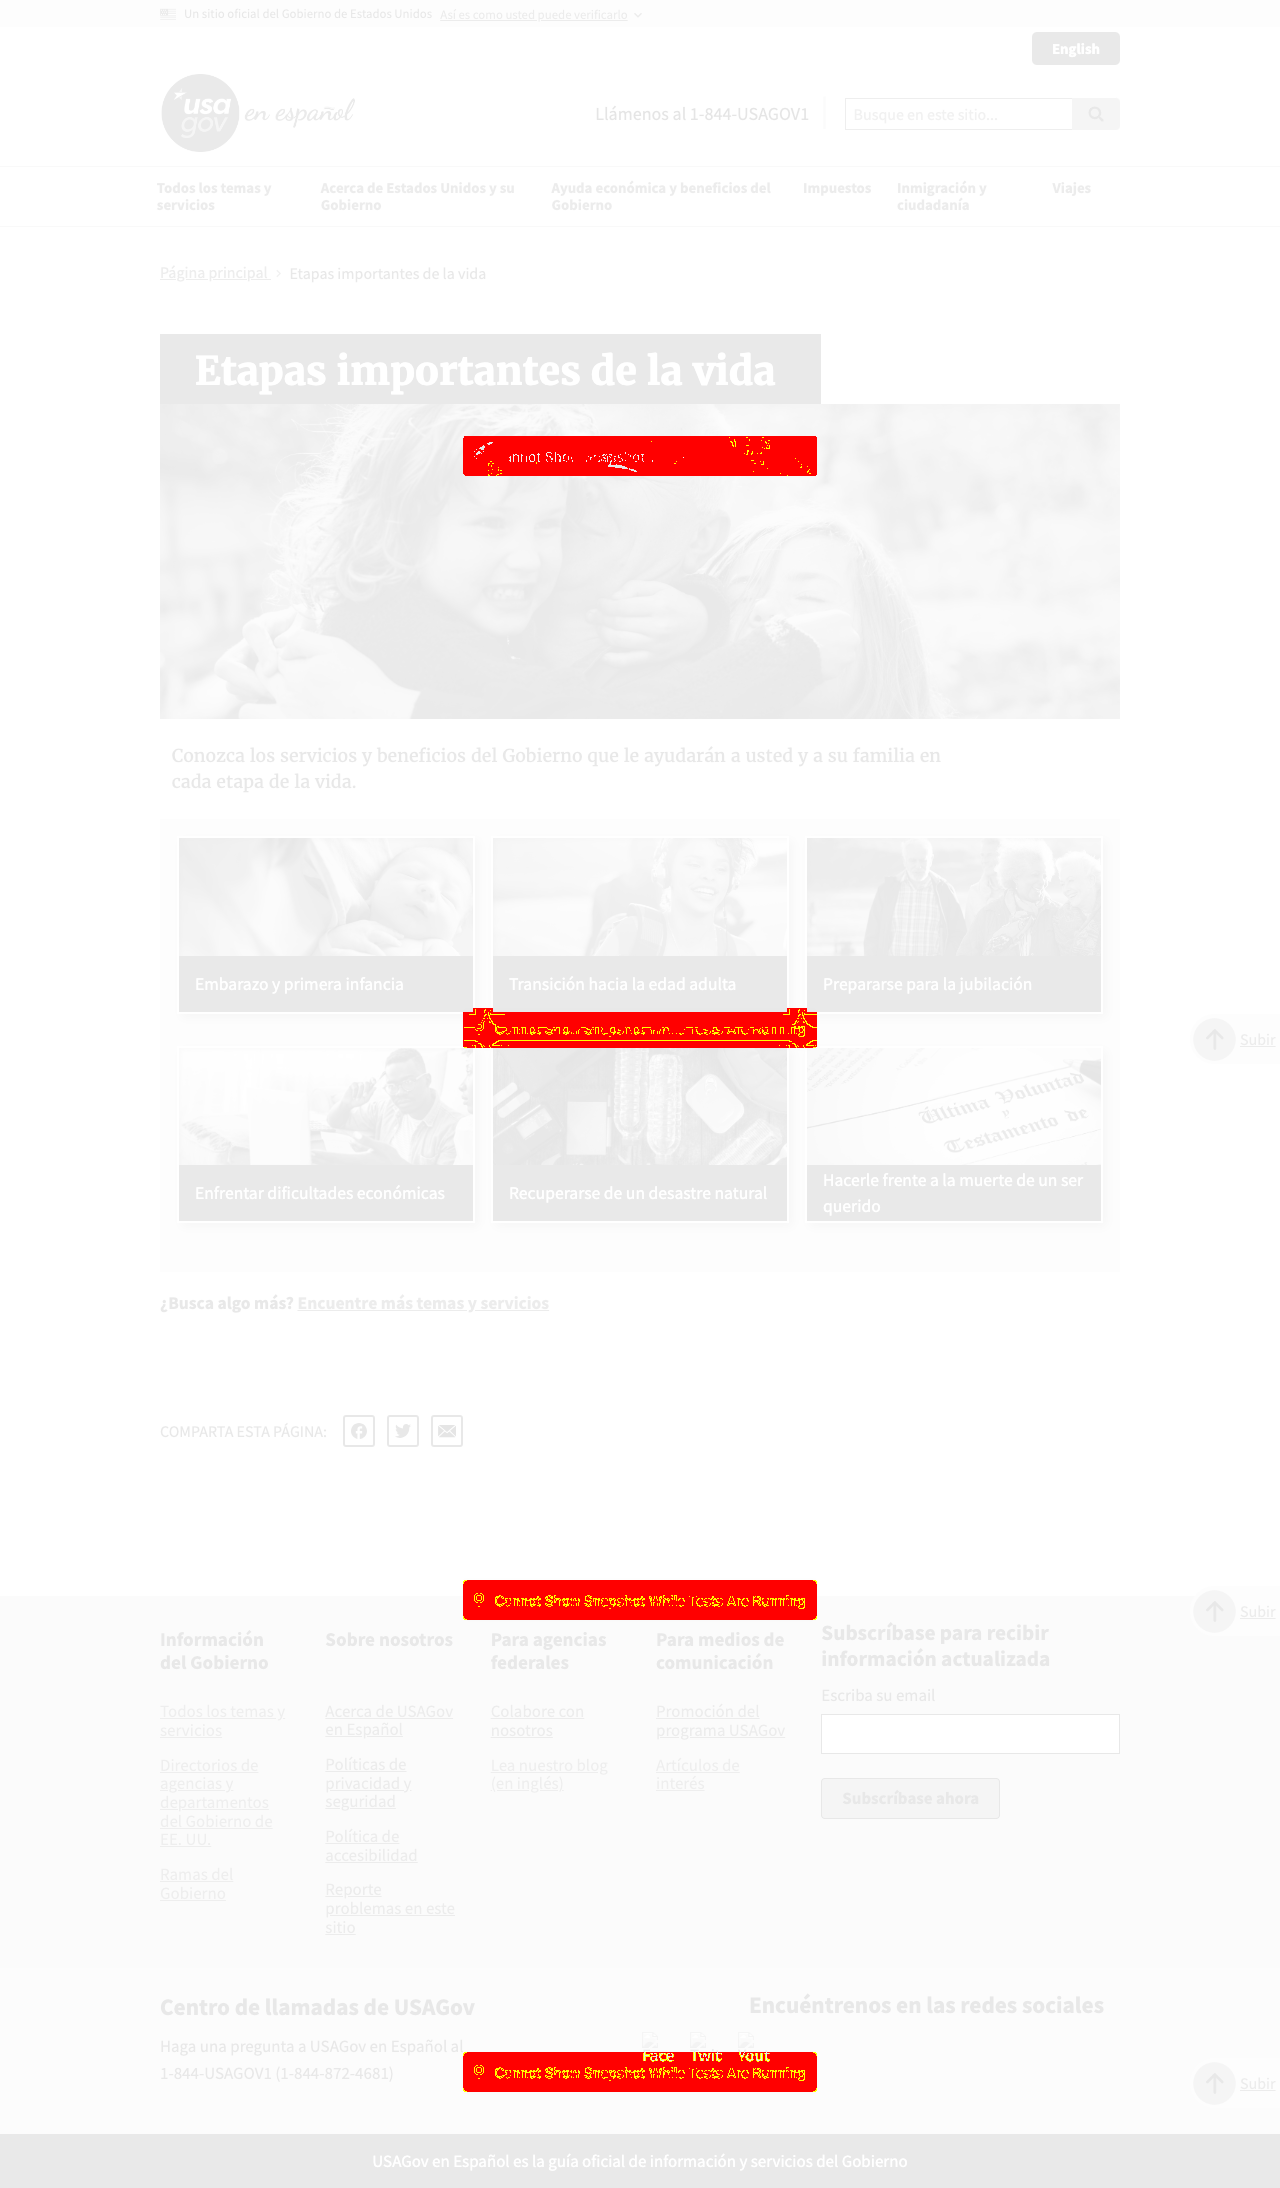 Un sitio oficial del Gobierno de Estados Unidos Así es como usted puede verificarlo
English
usa gov en español
Llámenos al 1-844-USAGOV1
Busque en este sitio...
Todos los temas y servicios
Acerca de Estados Unidos y su Gobierno
Ayuda económica y beneficios del Gobierno
Impuestos
Inmigración y ciudadanía
Viajes
Página principal › Etapas importantes de la vida
Etapas importantes de la vida
Conozca los servicios y beneficios del Gobierno que le ayudarán a usted y a su familia en
cada etapa de la vida.
Embarazo y primera infancia
Transición hacia la edad adulta
Prepararse para la jubilación
Subir
Última Voluntad
y
Testamento de
Enfrentar dificultades económicas
Recuperarse de un desastre natural
Hacerle frente a la muerte de un ser
querido
¿Busca algo más? Encuentre más temas y servicios
COMPARTA ESTA PÁGINA:
Cannot Show Snapshot While Tests Are Running
Subir
Información
del Gobierno
Todos los temas y
servicios
Directorios de
agencias y
departamentos
del Gobierno de
EE. UU.
Ramas del
Gobierno
Sobre nosotros
Acerca de USAGov
en Español
Políticas de
privacidad y
seguridad
Política de
accesibilidad
Reporte
problemas en este
sitio
Para agencias
federales
Colabore con
nosotros
Lea nuestro blog
(en inglés)
Para medios de
comunicación
Promoción del
programa USAGov
Artículos de
interés
Subscríbase para recibir
información actualizada
Escriba su email
Subscríbase ahora
Centro de llamadas de USAGov
Haga una pregunta a USAGov en Español al
1-844-USAGOV1 (1-844-872-4681)
Encuéntrenos en las redes sociales
Face Twit Yout
Cannot Show Snapshot While Tests Are Running
Subir
USAGov en Español es la guía oficial de información y servicios del Gobierno